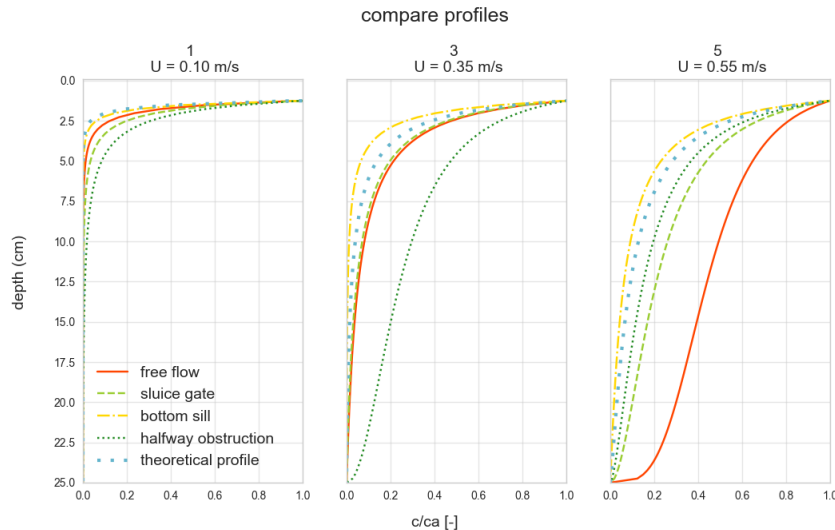 compare profiles
1
U = 0.10 m/s
3
U = 0.35 m/s
5
U = 0.55 m/s
depth (cm)
0.0
2.5
5.0
7.5
10.0
12.5
15.0
17.5
20.0
22.5
25.0
free flow
sluice gate
bottom sill
halfway obstruction
theoretical profile
0.0 0.2 0.4 0.6 0.8 1.0
0.0 0.2 0.4 0.6 0.8 1.0
0.0 0.2 0.4 0.6 0.8 1.0
c/ca [-]